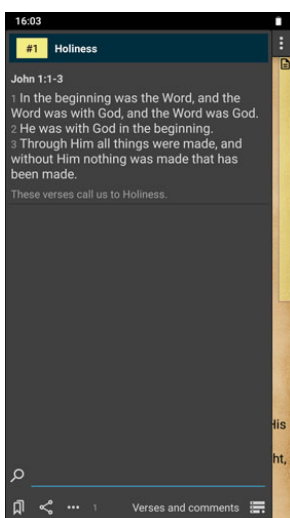 16:03
#1 Holiness
John 1:1-3
1 In the beginning was the Word, and the
Word was with God, and the Word was God.
2 He was with God in the beginning.
3 Through Him all things were made, and
without Him nothing was made that has
been made.
These verses call us to Holiness.
His
ht,
1 Verses and comments